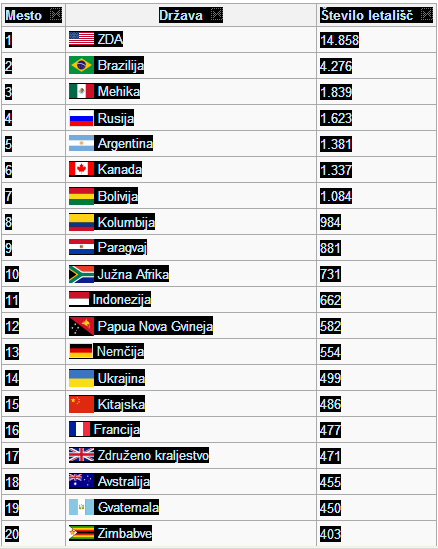 Mesto Država Število letališč
1 ZDA 14.858
2 Brazilija 4.276
3 Mehika 1.839
4 Rusija 1.623
5 Argentina 1.381
6 Kanada 1.337
7 Bolivija 1.084
8 Kolumbija 984
9 Paragvaj 881
10 Južna Afrika 731
11 Indonezija 662
12 Papua Nova Gvineja 582
13 Nemčija 554
14 Ukrajina 499
15 Kitajska 486
16 Francija 477
17 Združeno kraljestvo 471
18 Avstralija 455
19 Gvatemala 450
20 Zimbabve 403